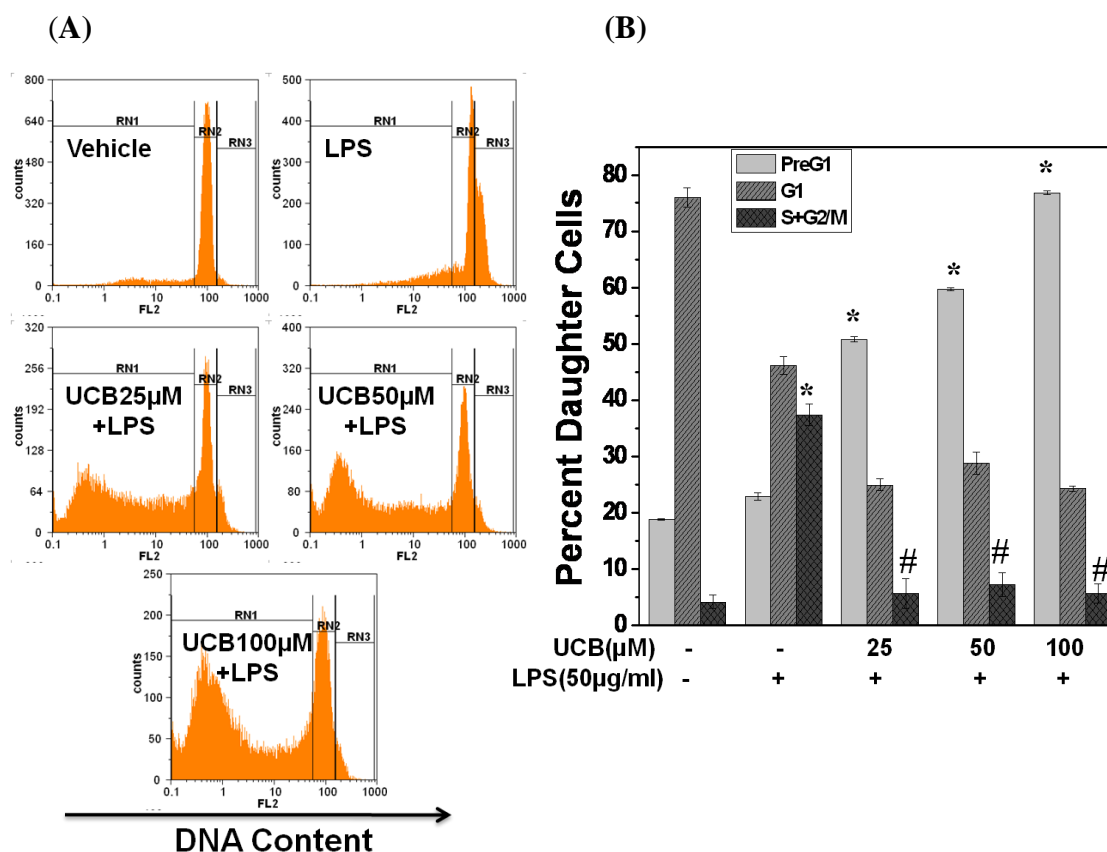 (A)
(B)
800
640
480
320
160
0
counts
RN1
RN2
RN3
Vehicle
0.1 1 10 100 1000
FL2
500
400
300
200
100
0
counts
RN1
RN2
RN3
LPS
0.1 1 10 100 1000
FL2
320
256
192
128
64
0
counts
RN1
RN2
RN3
UCB25µM
+LPS
0.1 1 10 100 1000
FL2
400
320
240
160
80
0
counts
RN1
RN2
RN3
UCB50µM
+LPS
0.1 1 10 100 1000
FL2
250
200
150
100
50
0
counts
RN1
RN2
RN3
UCB100µM
+LPS
0.1 1 10 100 1000
FL2
DNA Content
Percent Daughter Cells
80
75
60
50
40
30
20
10
0
PreG1
G1
S+G2/M
* * * *
# # #
UCB(µM) - - 25 50 100
LPS(50µg/ml) - + + + +